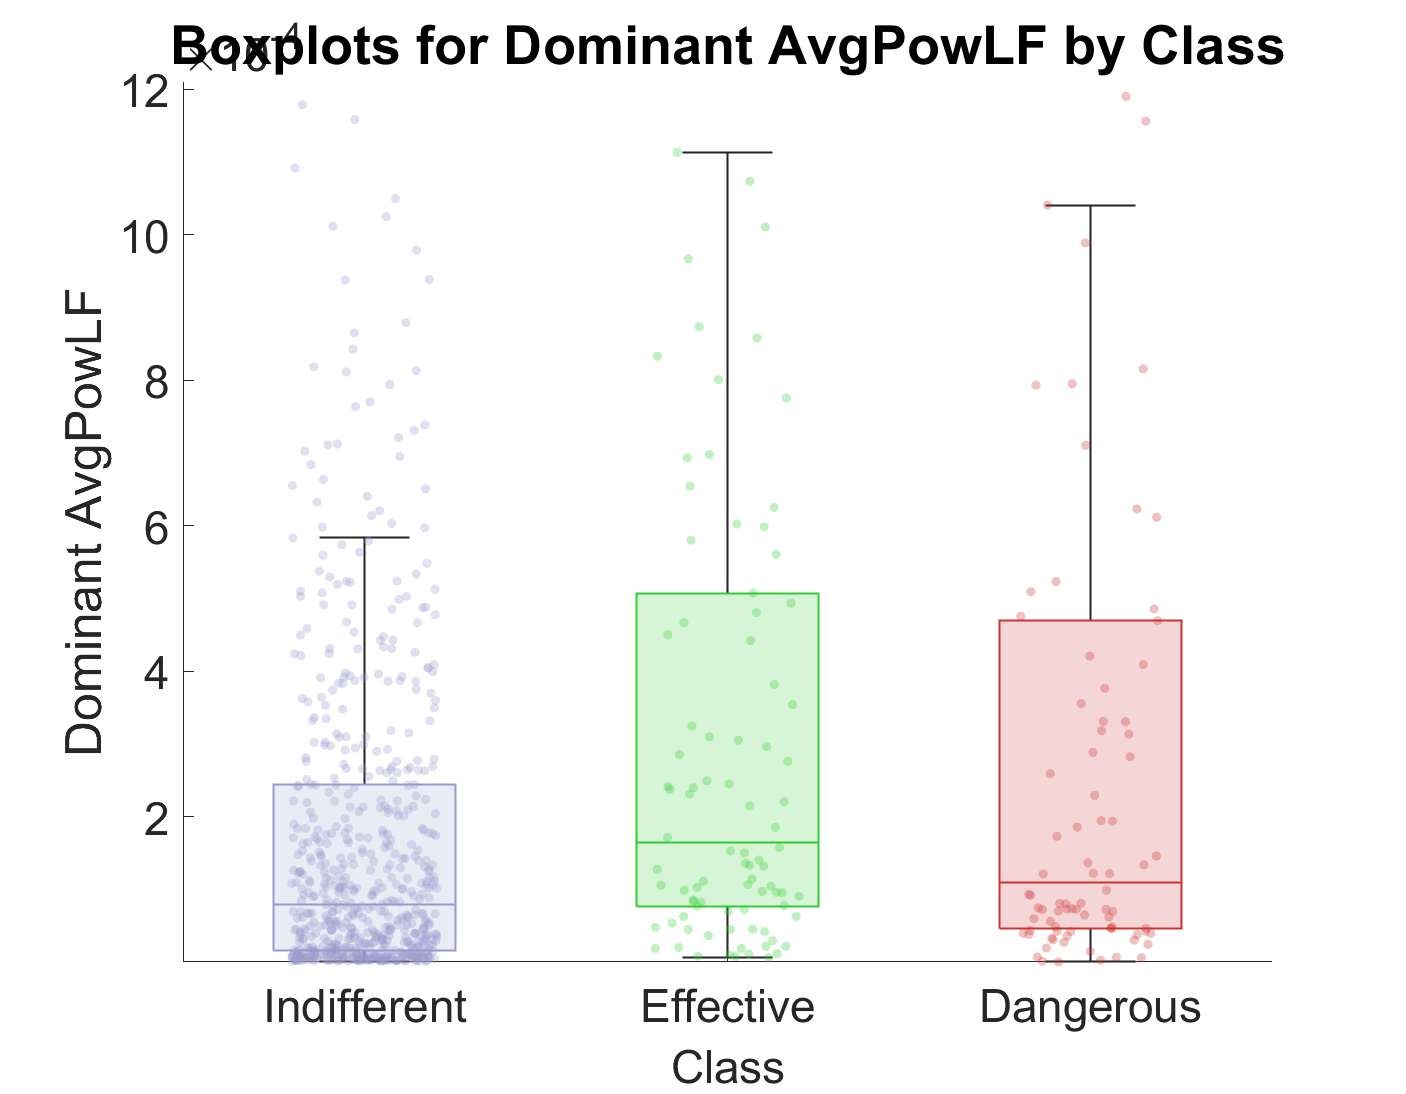 Boxplots for Dominant AvgPowLF by Class
12
10
8
6
4
2
Dominant AvgPowLF
Indifferent
Effective
Dangerous
Class